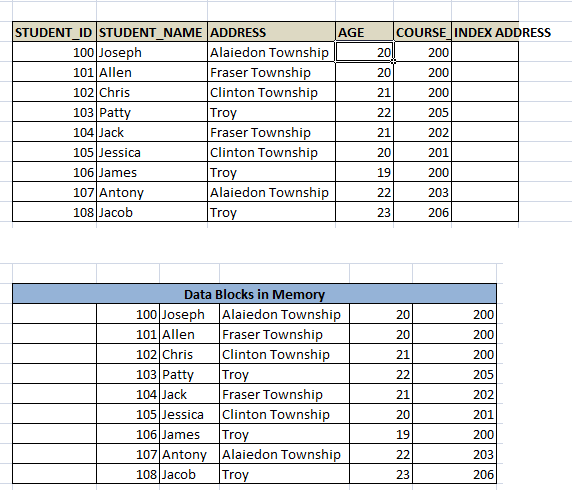 STUDENT_ID STUDENT_NAME ADDRESS AGE COURSE_ INDEX ADDRESS
100 Joseph Alaiedon Township 20 200
101 Allen Fraser Township 20 200
102 Chris Clinton Township 21 200
103 Patty Troy 22 205
104 Jack Fraser Township 21 202
105 Jessica Clinton Township 20 201
106 James Troy 19 200
107 Antony Alaiedon Township 22 203
108 Jacob Troy 23 206
Data Blocks in Memory
100 Joseph Alaiedon Township 20 200
101 Allen Fraser Township 20 200
102 Chris Clinton Township 21 200
103 Patty Troy 22 205
104 Jack Fraser Township 21 202
105 Jessica Clinton Township 20 201
106 James Troy 19 200
107 Antony Alaiedon Township 22 203
108 Jacob Troy 23 206